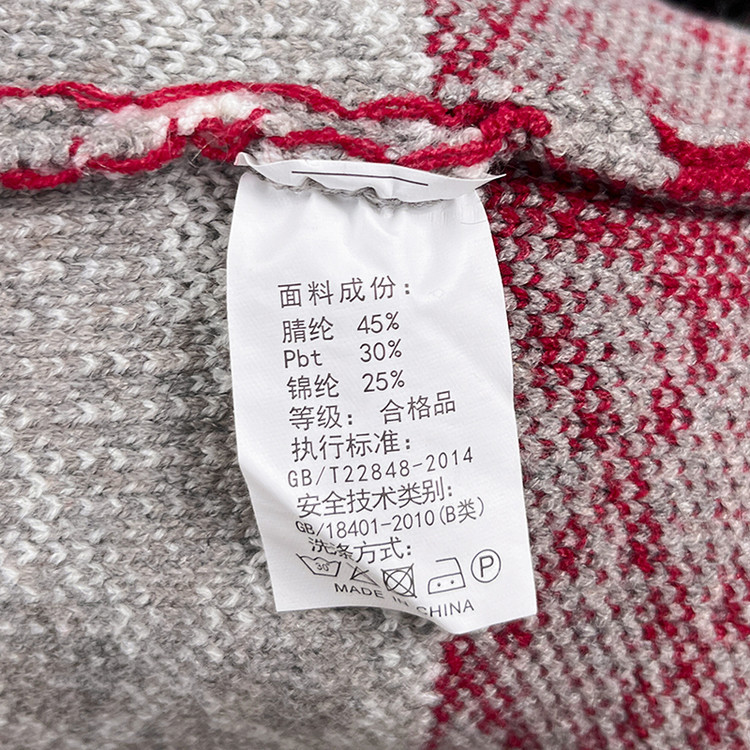 面料成份:
腈纶 45%
Pbt 30%
锦纶 25%
等级: 合格品
执行标准:
GB/T22848-2014
安全技术类别:
GB/18401-2010(B类)
洗条方式:
30
P
MADE IN CHINA